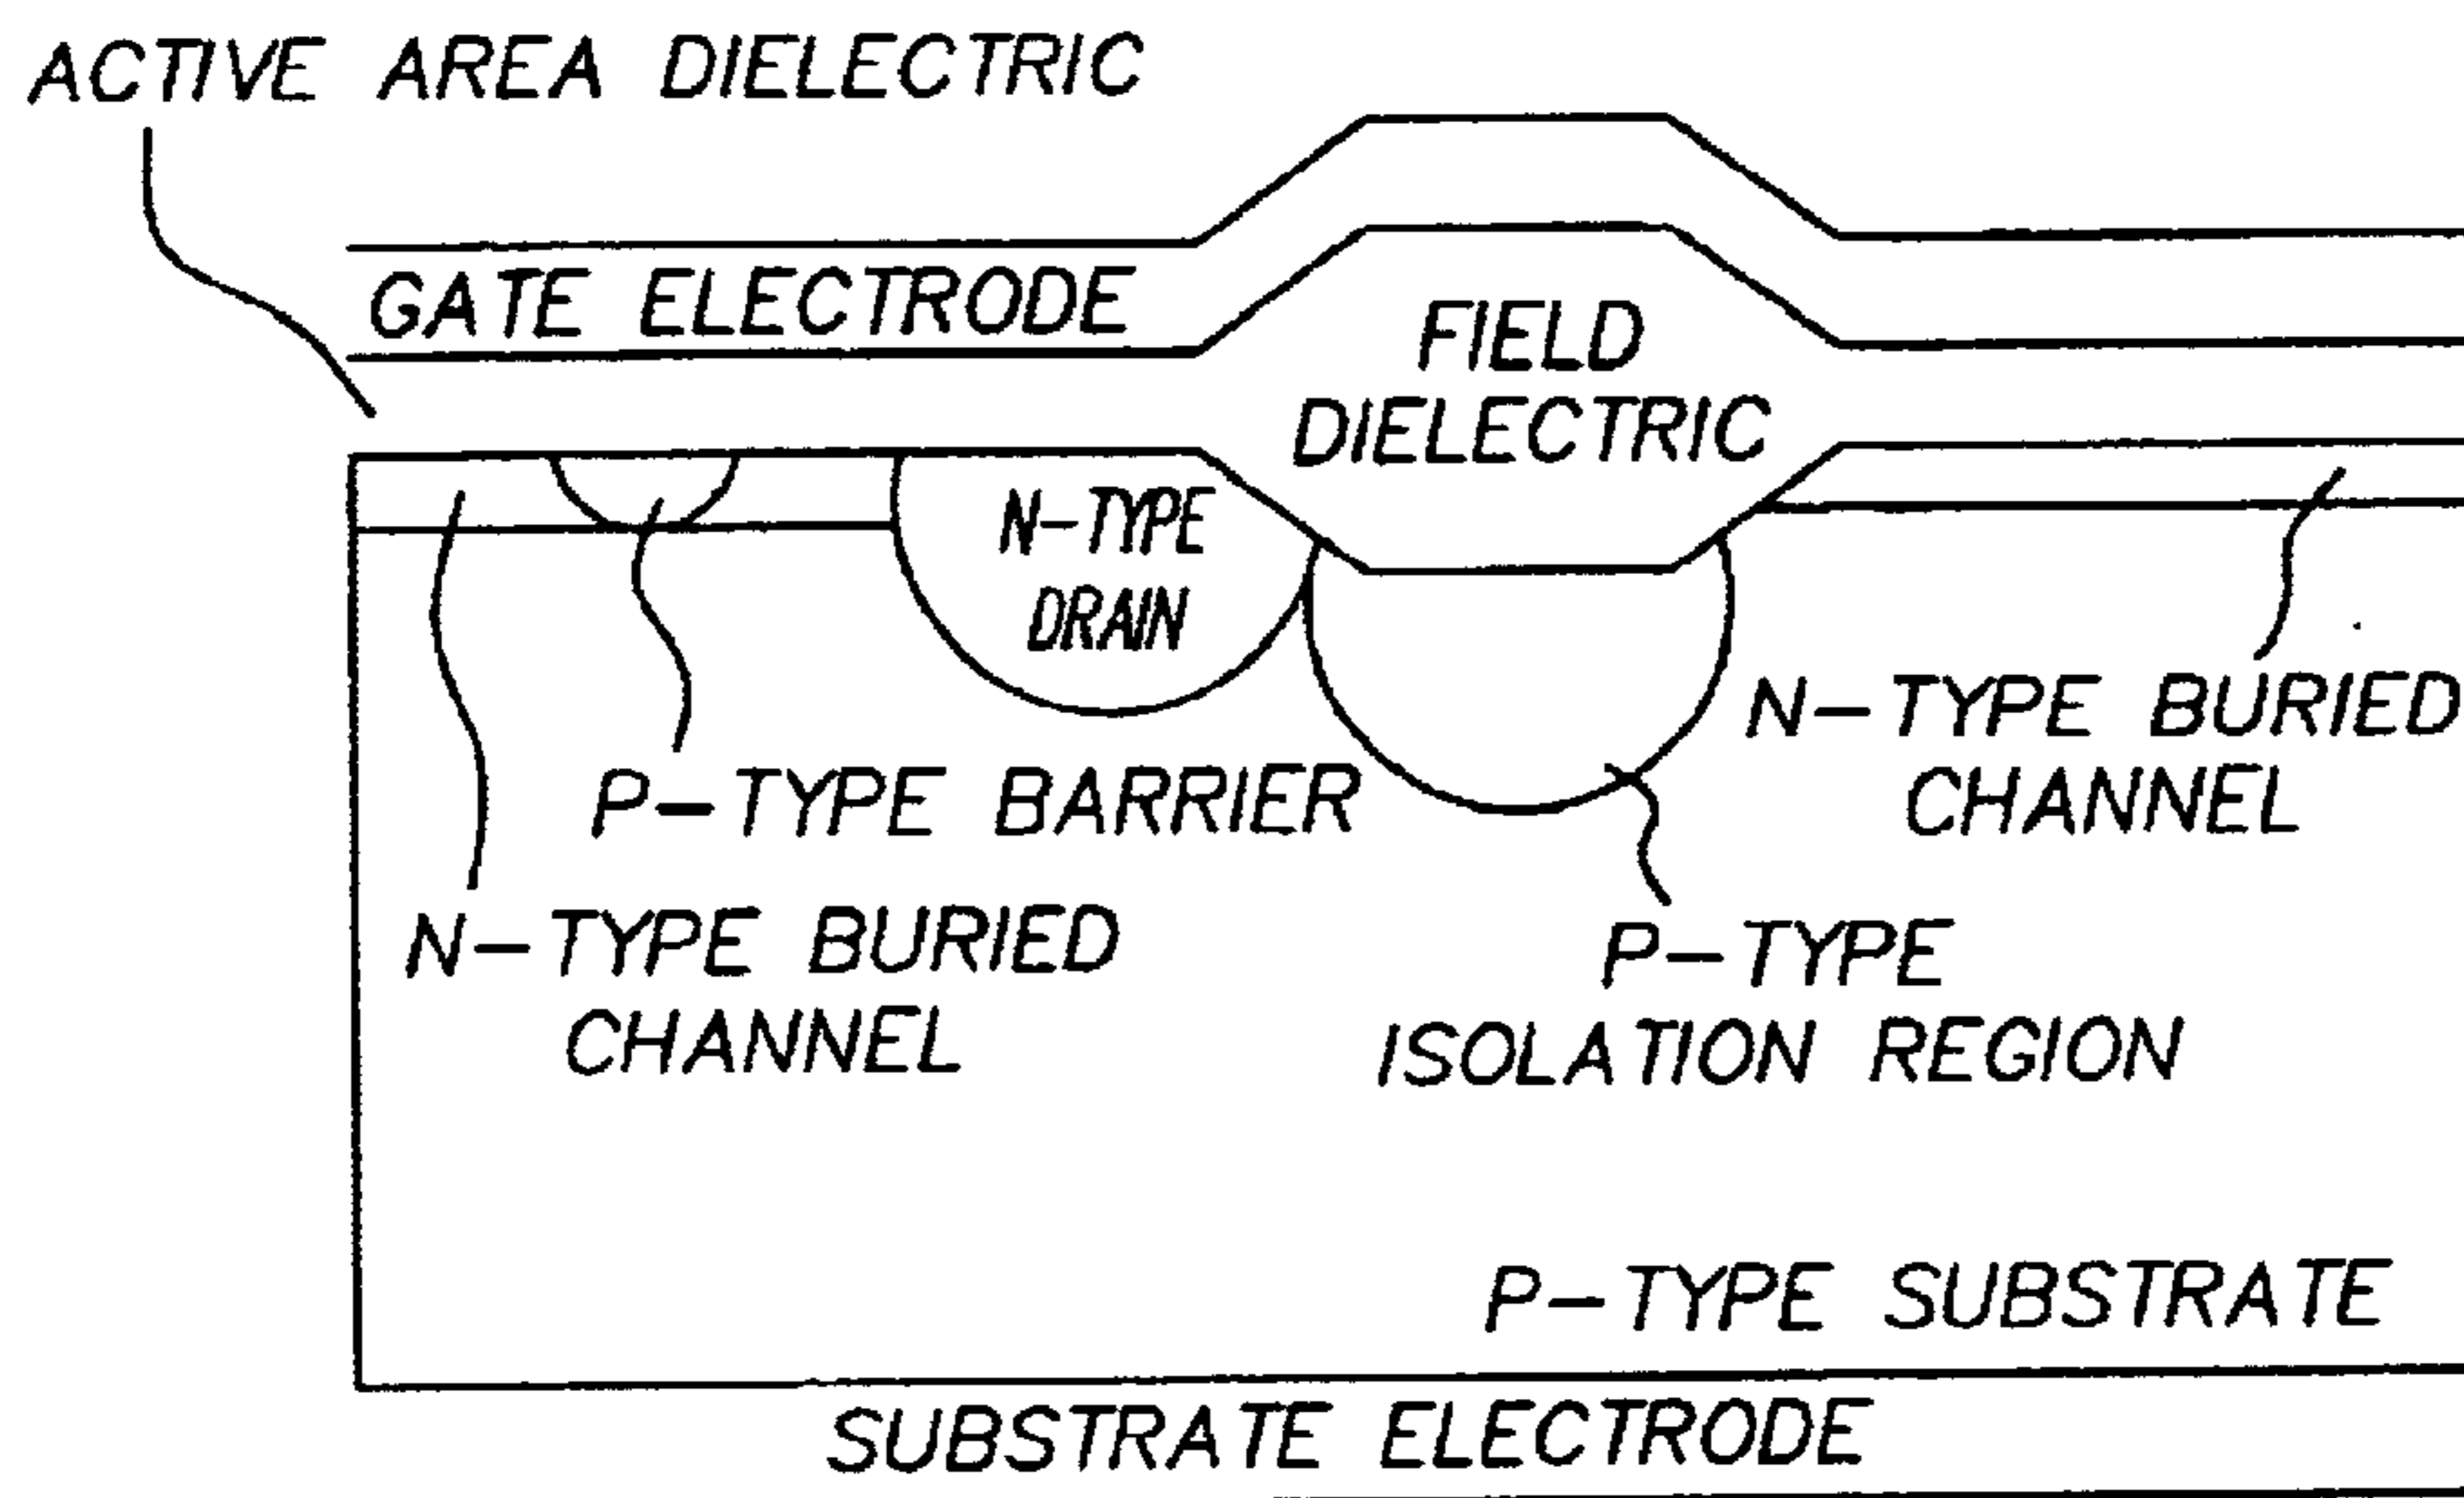 ACTIVE AREA DIELECTRIC
GATE ELECTRODE
FIELD
DIELECTRIC
N-TYPE
DRAIN
P-TYPE BARRIER
N-TYPE BURIED
CHANNEL
N-TYPE BURIED
CHANNEL
P-TYPE
ISOLATION REGION
P-TYPE SUBSTRATE
SUBSTRATE ELECTRODE